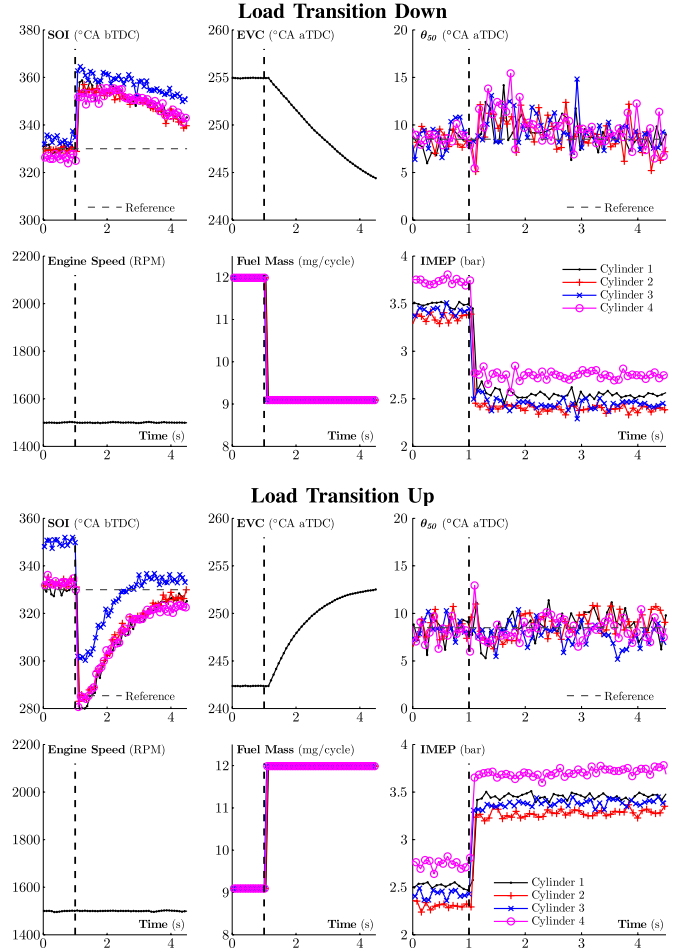 Load Transition Down
SOI (°CA bTDC)
EVC (°CA aTDC)
θ50 (°CA aTDC)
360
340
320
300
0 2 4
Reference
260
255
250
245
240
0 2 4
20
15
10
5
0
0 1 2 3 4
Reference
Engine Speed (RPM)
Fuel Mass (mg/cycle)
IMEP (bar)
2200
2000
1800
1600
1400
0 2 4
Time (s)
12
11
10
9
8
0 2 4
Time (s)
4
3.5
3
2.5
2
0 1 2 3 4
Cylinder 1
Cylinder 2
Cylinder 3
Cylinder 4
Time (s)
Load Transition Up
SOI (°CA bTDC)
EVC (°CA aTDC)
θ50 (°CA aTDC)
360
340
320
300
280
0 2 4
Reference
260
255
250
245
240
0 2 4
20
15
10
5
0
0 1 2 3 4
Reference
Engine Speed (RPM)
Fuel Mass (mg/cycle)
IMEP (bar)
2200
2000
1800
1600
1400
0 2 4
Time (s)
12
11
10
9
8
0 2 4
Time (s)
4
3.5
3
2.5
2
0 1 2 3 4
Cylinder 1
Cylinder 2
Cylinder 3
Cylinder 4
Time (s)